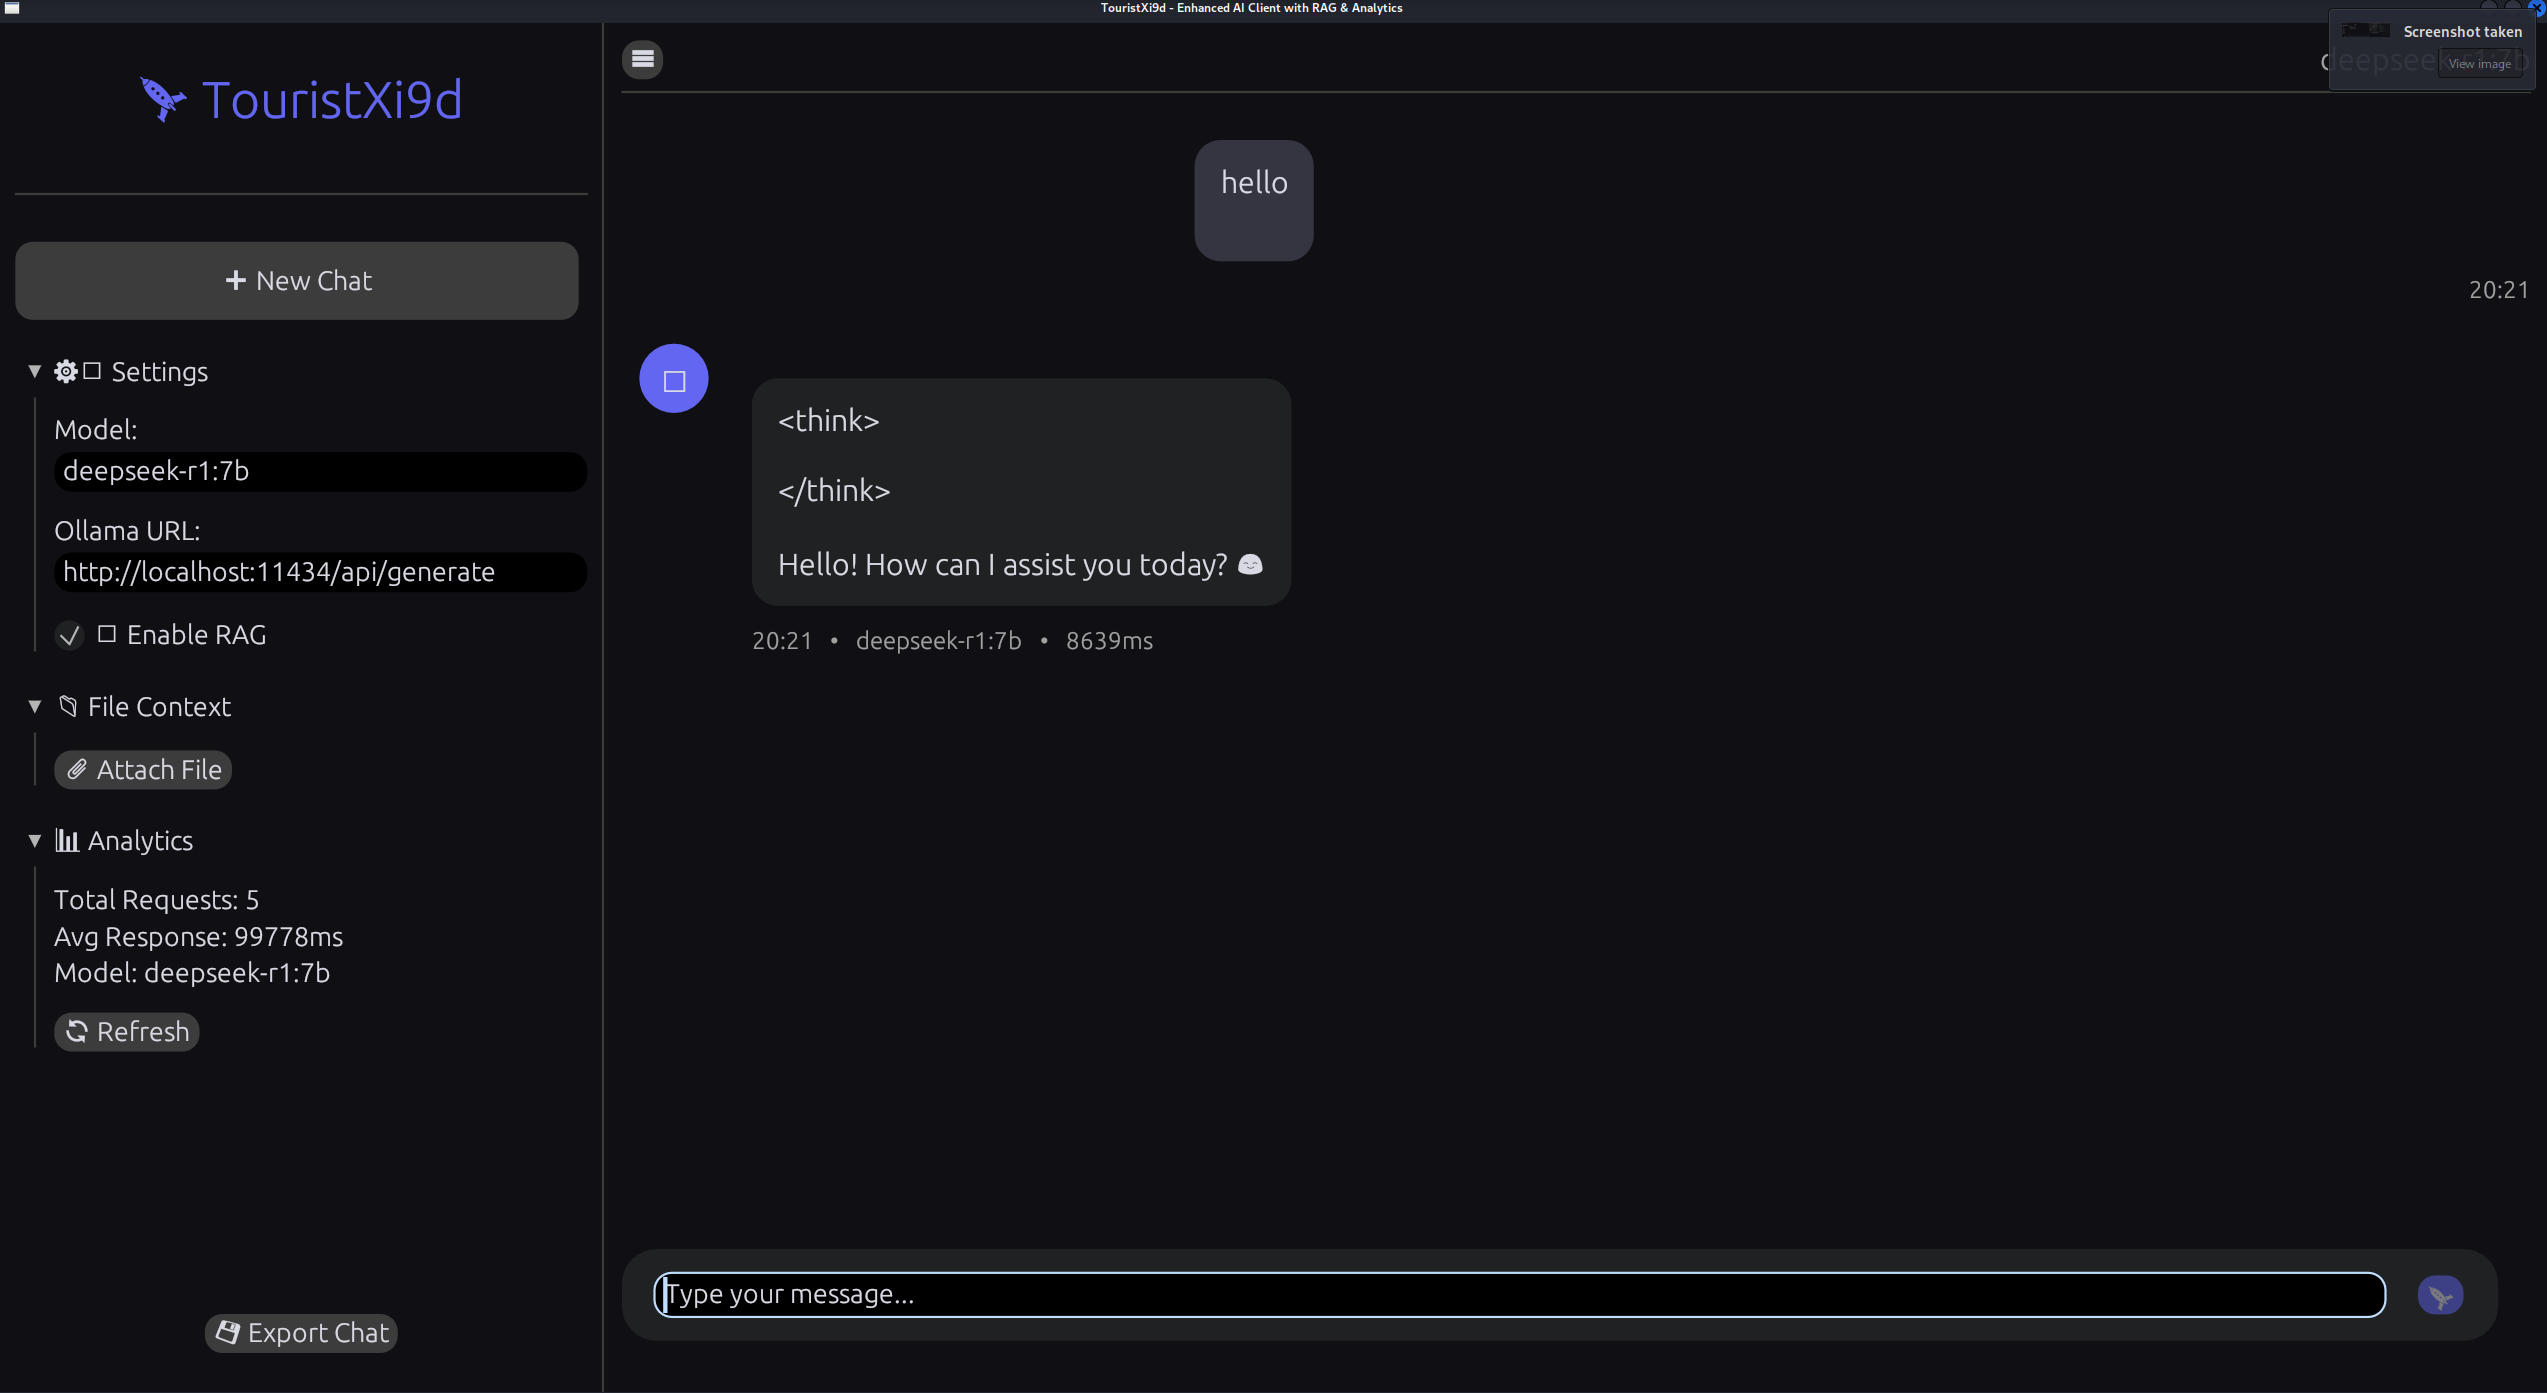 TouristXi9d - Enhanced AI Client with RAG & Analytics
Screenshot taken
View image
deepseek-r1:7b
TouristXi9d
New Chat
Settings
Model:
deepseek-r1:7b
Ollama URL:
http://localhost:11434/api/generate
Enable RAG
File Context
Attach File
Analytics
Total Requests: 5
Avg Response: 99778ms
Model: deepseek-r1:7b
Refresh
Export Chat
hello
20:21
<think>
</think>
Hello! How can I assist you today? 😊
20:21 • deepseek-r1:7b • 8639ms
Type your message...